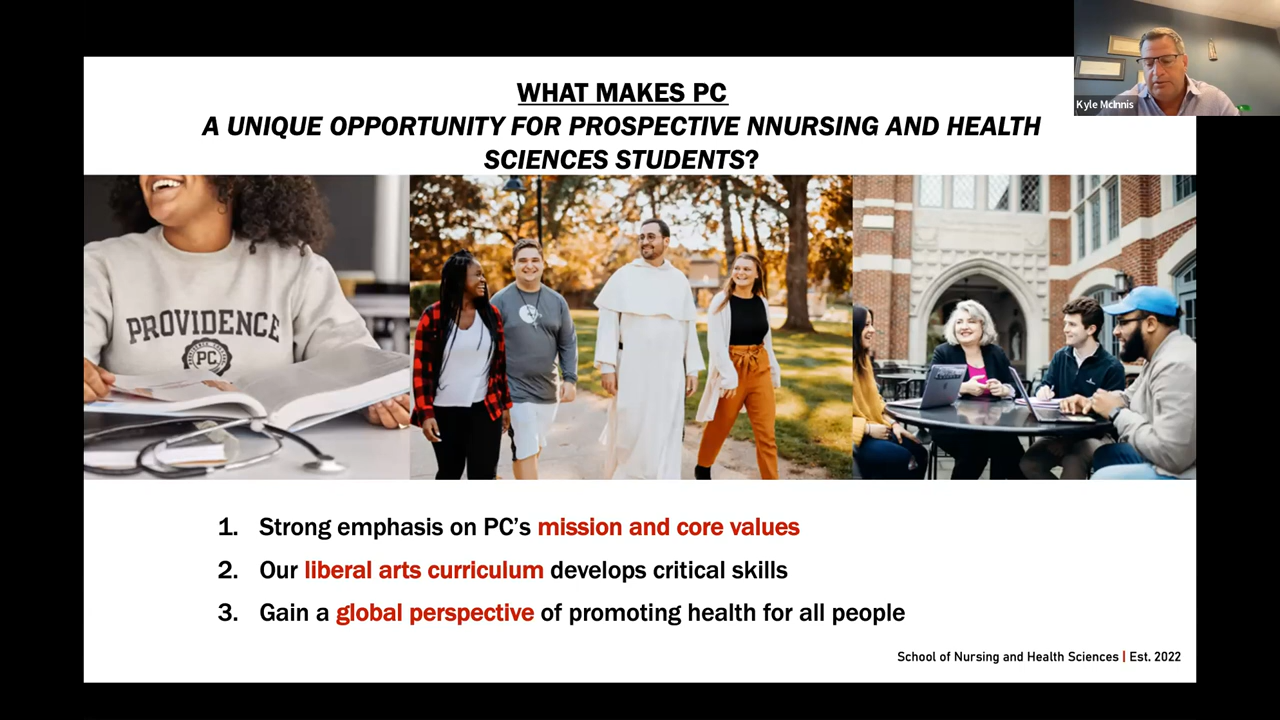 WHAT MAKES PC
A UNIQUE OPPORTUNITY FOR PROSPECTIVE NNURSING AND HEALTH
SCIENCES STUDENTS?
Kyle McInnis
PROVIDENCE
PC
1. Strong emphasis on PC’s mission and core values
2. Our liberal arts curriculum develops critical skills
3. Gain a global perspective of promoting health for all people
School of Nursing and Health Sciences | Est. 2022